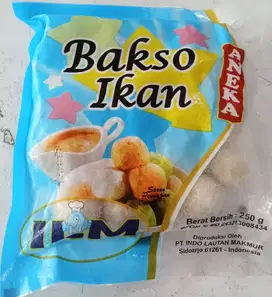 Bakso
Ikan
ANEKA
ILM
Berat Bersih : 250 g
Diproduksi Oleh :
PT. INDO LAUTAN MAKMUR
Sidoarjo 61261 - Indonesia